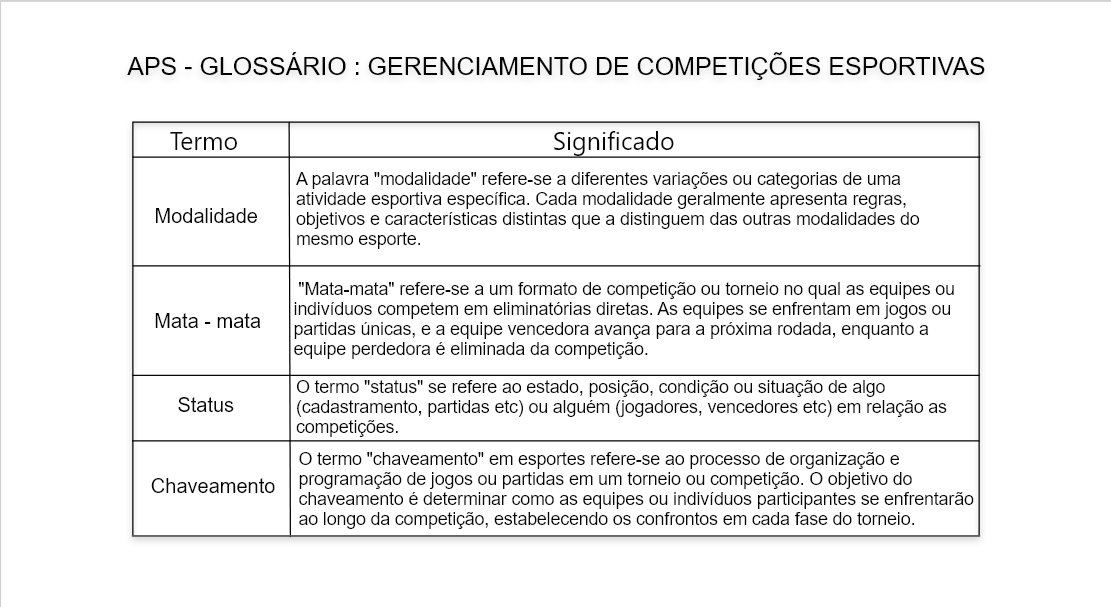 APS - GLOSSÁRIO : GERENCIAMENTO DE COMPETIÇÕES ESPORTIVAS
Termo
Significado
Modalidade
A palavra "modalidade" refere-se a diferentes variações ou categorias de uma
atividade esportiva específica. Cada modalidade geralmente apresenta regras,
objetivos e características distintas que a distinguem das outras modalidades do
mesmo esporte.
Mata - mata
"Mata-mata" refere-se a um formato de competição ou torneio no qual as equipes ou
indivíduos competem em eliminatórias diretas. As equipes se enfrentam em jogos ou
partidas únicas, e a equipe vencedora avança para a próxima rodada, enquanto a
equipe perdedora é eliminada da competição.
Status
O termo "status" se refere ao estado, posição, condição ou situação de algo
(cadastramento, partidas etc) ou alguém (jogadores, vencedores etc) em relação as
competições.
Chaveamento
O termo "chaveamento" em esportes refere-se ao processo de organização e
programação de jogos ou partidas em um torneio ou competição. O objetivo do
chaveamento é determinar como as equipes ou indivíduos participantes se enfrentarão
ao longo da competição, estabelecendo os confrontos em cada fase do torneio.